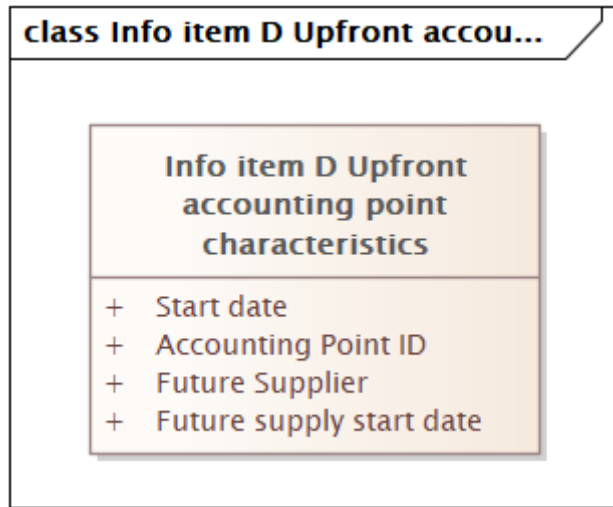 class Info item D Upfront accou...
Info item D Upfront
accounting point
characteristics
+ Start date
+ Accounting Point ID
+ Future Supplier
+ Future supply start date